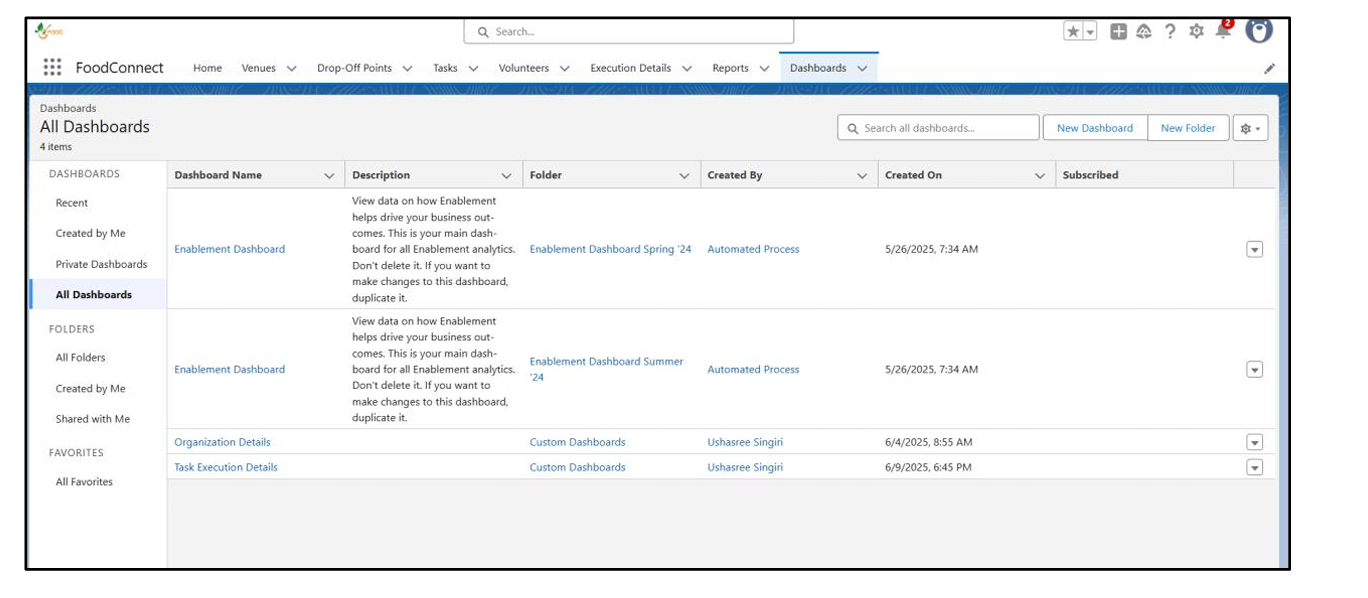 FOOD
Search...
2
FoodConnect
Home
Venues
Drop-Off Points
Tasks
Volunteers
Execution Details
Reports
Dashboards
Dashboards
All Dashboards
4 items
Search all dashboards...
New Dashboard
New Folder
DASHBOARDS
Recent
Created by Me
Private Dashboards
All Dashboards
FOLDERS
All Folders
Created by Me
Shared with Me
FAVORITES
All Favorites
Dashboard Name
Description
Folder
Created By
Created On
Subscribed
Enablement Dashboard
View data on how Enablement
helps drive your business out-
comes. This is your main dash-
board for all Enablement analytics.
Don't delete it. If you want to
make changes to this dashboard,
duplicate it.
Enablement Dashboard Spring '24
Automated Process
5/26/2025, 7:34 AM
Enablement Dashboard
View data on how Enablement
helps drive your business out-
comes. This is your main dash-
board for all Enablement analytics.
Don't delete it. If you want to
make changes to this dashboard,
duplicate it.
Enablement Dashboard Summer
'24
Automated Process
5/26/2025, 7:34 AM
Organization Details
Custom Dashboards
Ushasree Singiri
6/4/2025, 8:55 AM
Task Execution Details
Custom Dashboards
Ushasree Singiri
6/9/2025, 6:45 PM